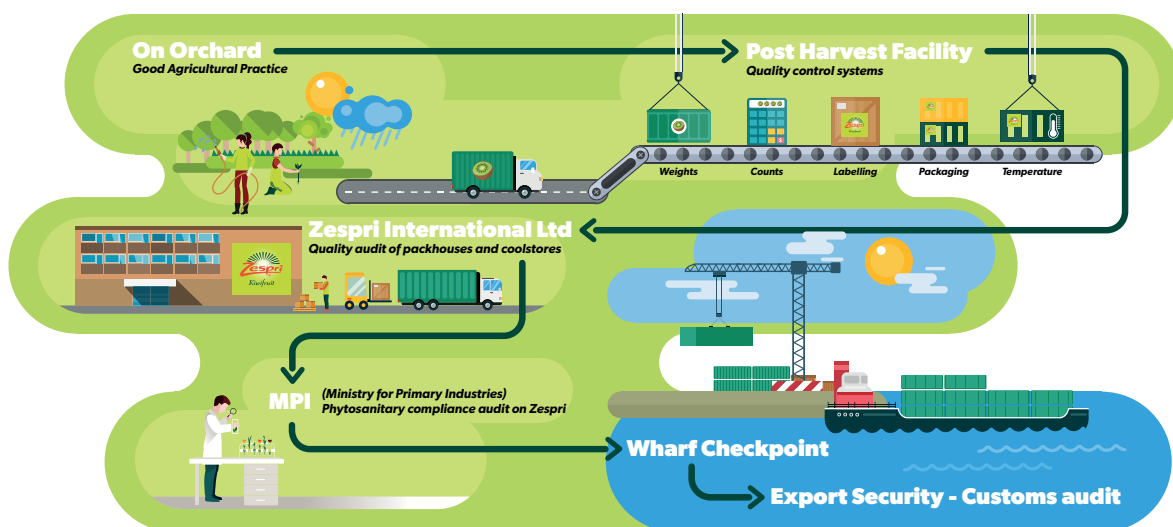 On Orchard
Good Agricultural Practice
Post Harvest Facility
Quality control systems
Zespri
Kiwifruit
Weights
Counts
Labelling
Packaging
Temperature
Zespri International Ltd
Quality audit of packhouses and coolstores
Zespri
Kiwifruit
MPI
(Ministry for Primary Industries)
Phytosanitary compliance audit on Zespri
Wharf Checkpoint
Export Security - Customs audit